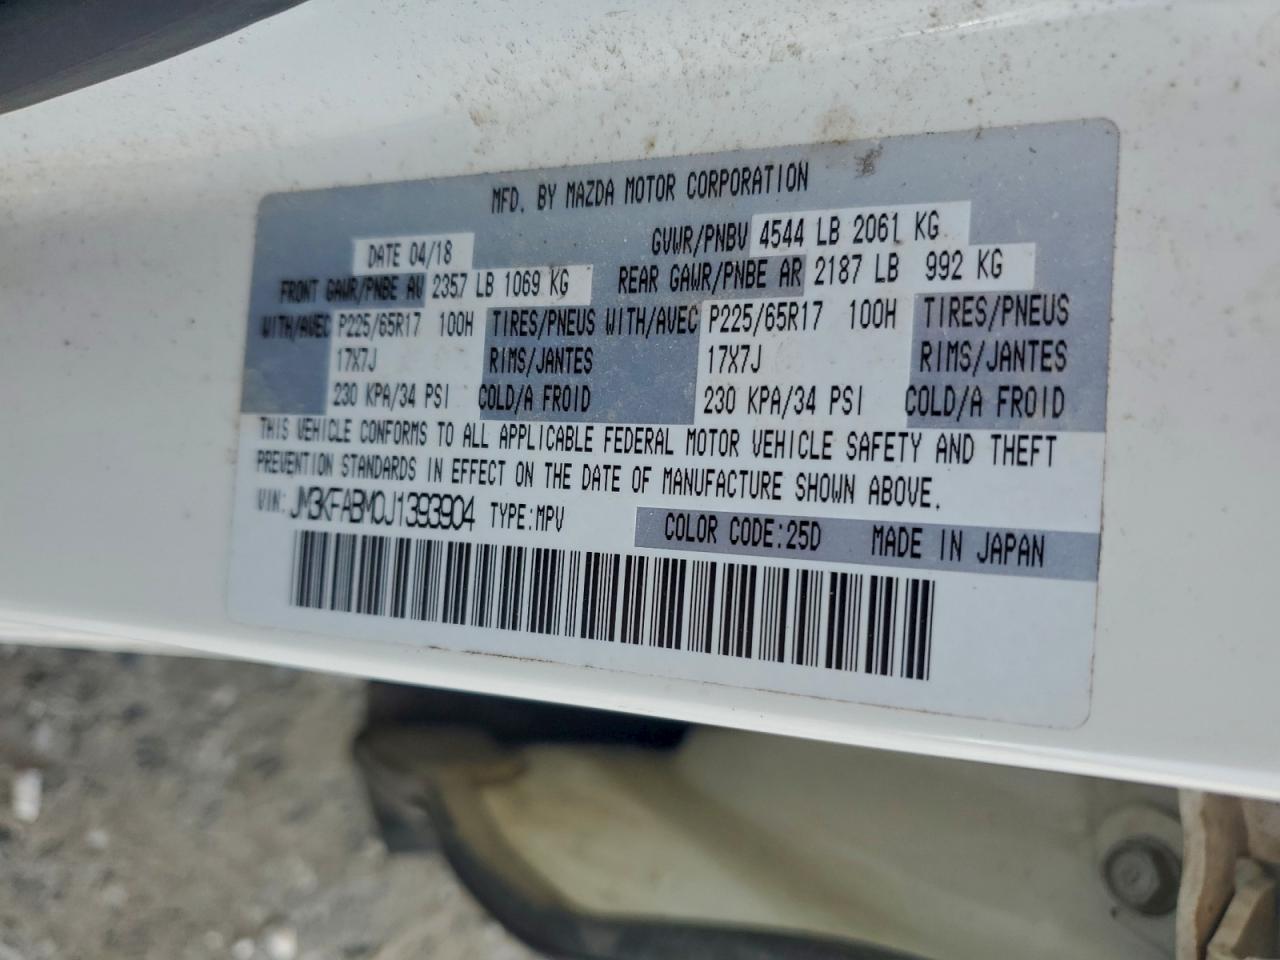 MFD. BY MAZDA MOTOR CORPORATION
DATE 04/18 GVWR/PNBV 4544 LB 2061 KG
FRONT GAWR/PNBE AV 2357 LB 1069 KG REAR GAWR/PNBE AR 2187 LB 992 KG
WITH/AVEC P225/65R17 100H TIRES/PNEUS WITH/AVEC P225/65R17 100H TIRES/PNEUS
17X7J RIMS/JANTES 17X7J RIMS/JANTES
230 KPA/34 PSI COLD/A FROID 230 KPA/34 PSI COLD/A FROID
THIS VEHICLE CONFORMS TO ALL APPLICABLE FEDERAL MOTOR VEHICLE SAFETY AND THEFT
PREVENTION STANDARDS IN EFFECT ON THE DATE OF MANUFACTURE SHOWN ABOVE.
VIN: JM3KFABM0J1393904 TYPE:MPV COLOR CODE:25D MADE IN JAPAN